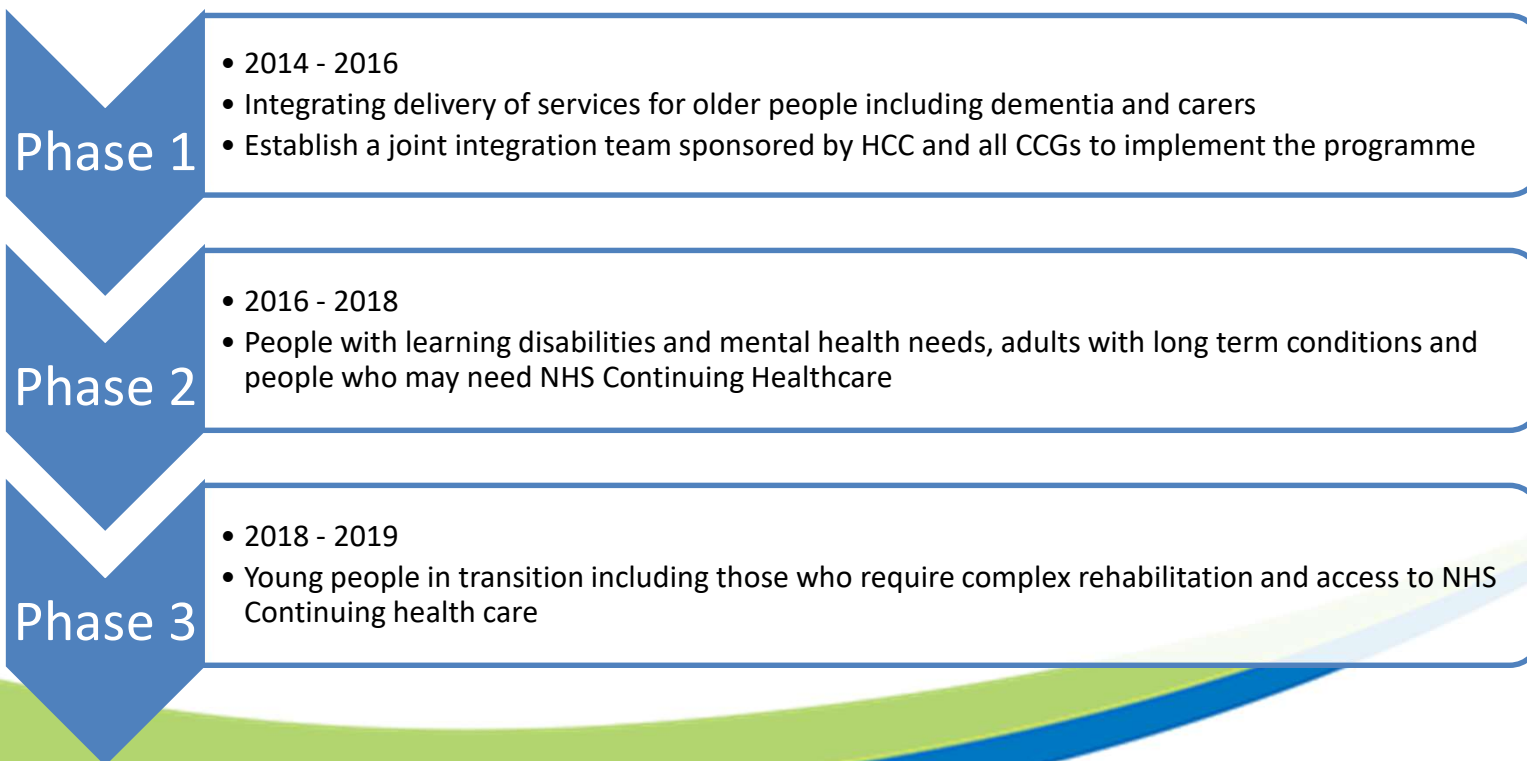 Phase 1
• 2014 - 2016
• Integrating delivery of services for older people including dementia and carers
• Establish a joint integration team sponsored by HCC and all CCGs to implement the programme
Phase 2
• 2016 - 2018
• People with learning disabilities and mental health needs, adults with long term conditions and
people who may need NHS Continuing Healthcare
Phase 3
• 2018 - 2019
• Young people in transition including those who require complex rehabilitation and access to NHS
Continuing health care